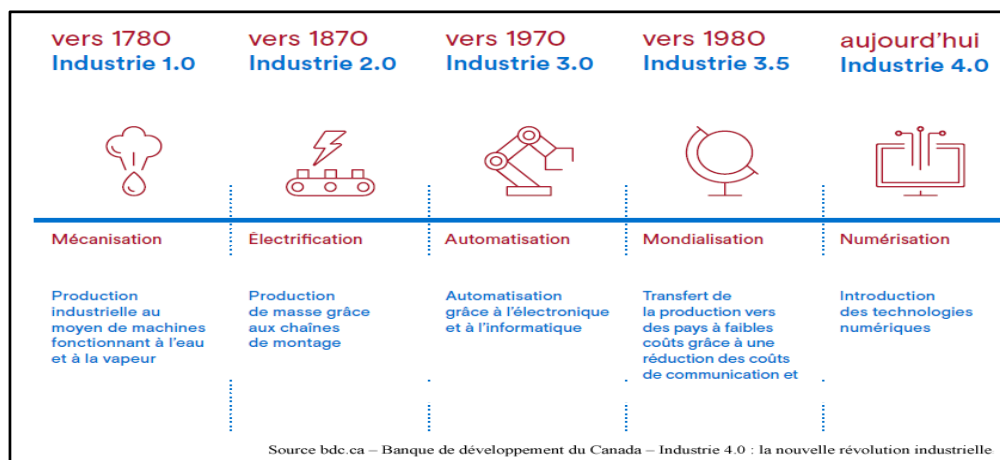 vers 1780
Industrie 1.0
vers 1870
Industrie 2.0
vers 1970
Industrie 3.0
vers 1980
Industrie 3.5
aujourd’hui
Industrie 4.0
Mécanisation
Électrification
Automatisation
Mondialisation
Numérisation
Production
industrielle au
moyen de machines
fonctionnant à l’eau
et à la vapeur
Production
de masse grâce
aux chaînes
de montage
Automatisation
grâce à l’électronique
et à l’informatique
Transfert de
la production vers
des pays à faibles
coûts grâce à une
réduction des coûts
de communication et
Introduction
des technologies
numériques
Source bdc.ca – Banque de développement du Canada – Industrie 4.0 : la nouvelle révolution industrielle